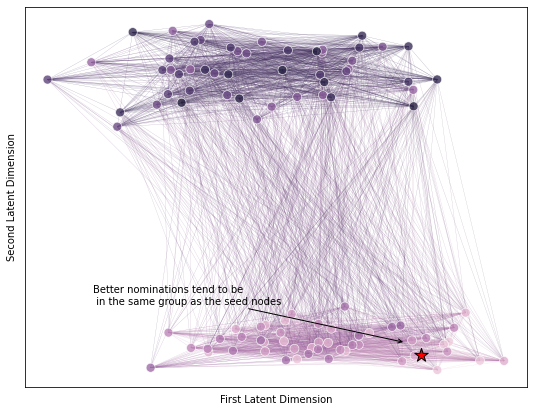 Second Latent Dimension
Better nominations tend to be
in the same group as the seed nodes
First Latent Dimension